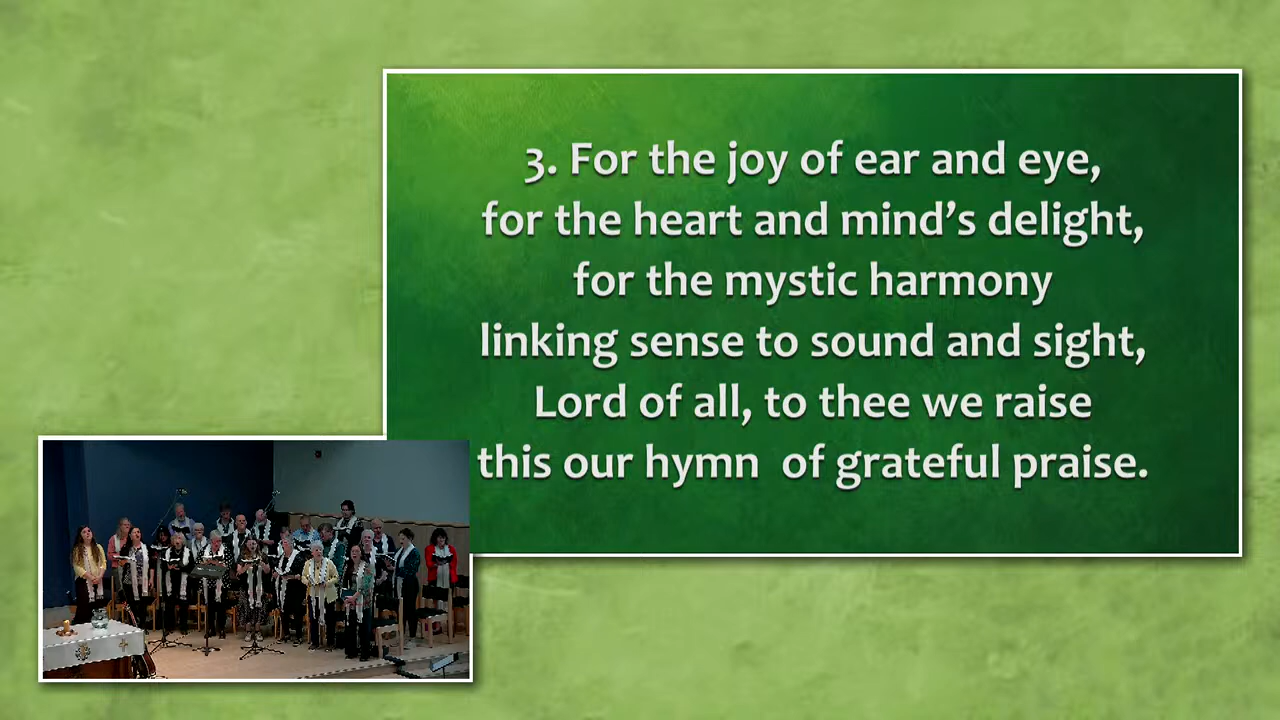 3. For the joy of ear and eye,
for the heart and mind’s delight,
for the mystic harmony
linking sense to sound and sight,
Lord of all, to thee we raise
this our hymn  of grateful praise.